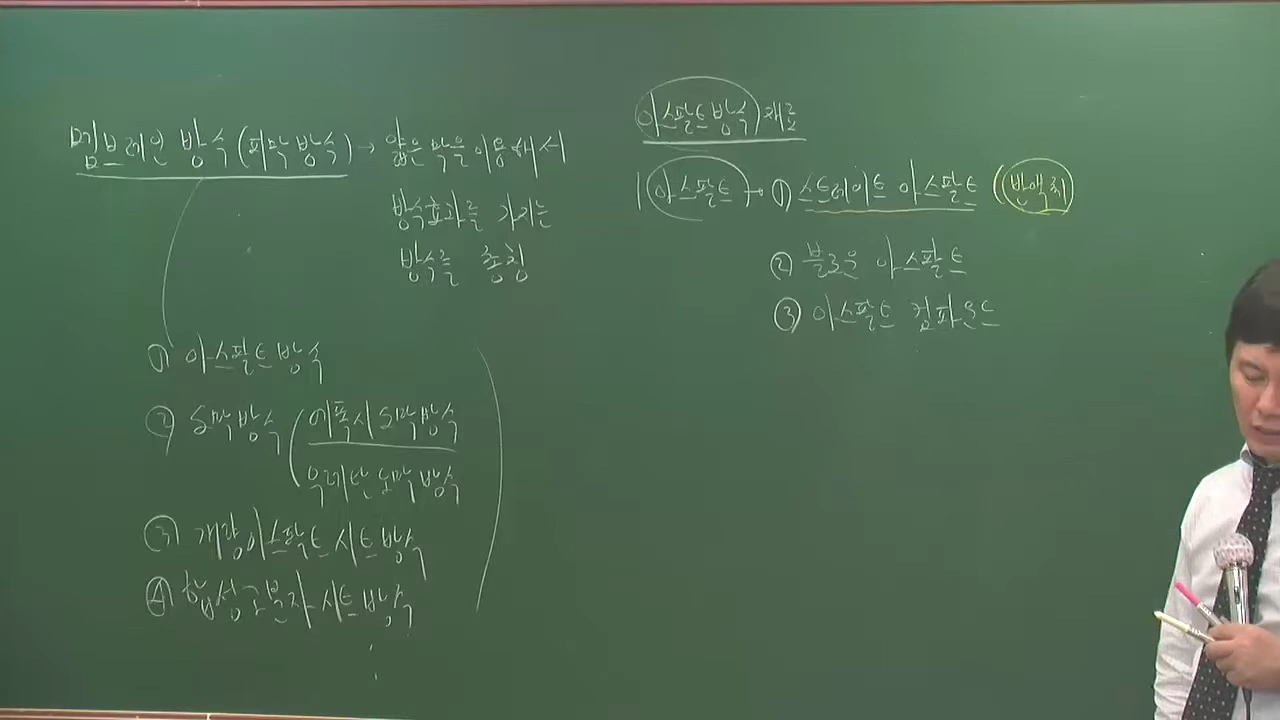 멤브레인 방수 (피막 방수) → 얇은 막을 이용해서
방수효과를 가지는
방수를 총칭
① 아스팔트 방수
② 도막방수 ( 에폭시 도막방수
우레탄 도막방수
③ 개량아스팔트 시트 방수
④ 합성고분자 시트 방수
아스팔트방수 재료
1 아스팔트 → ① 스트레이트 아스팔트 (
② 블로운 아스팔트
③ 아스팔트 컴파운드